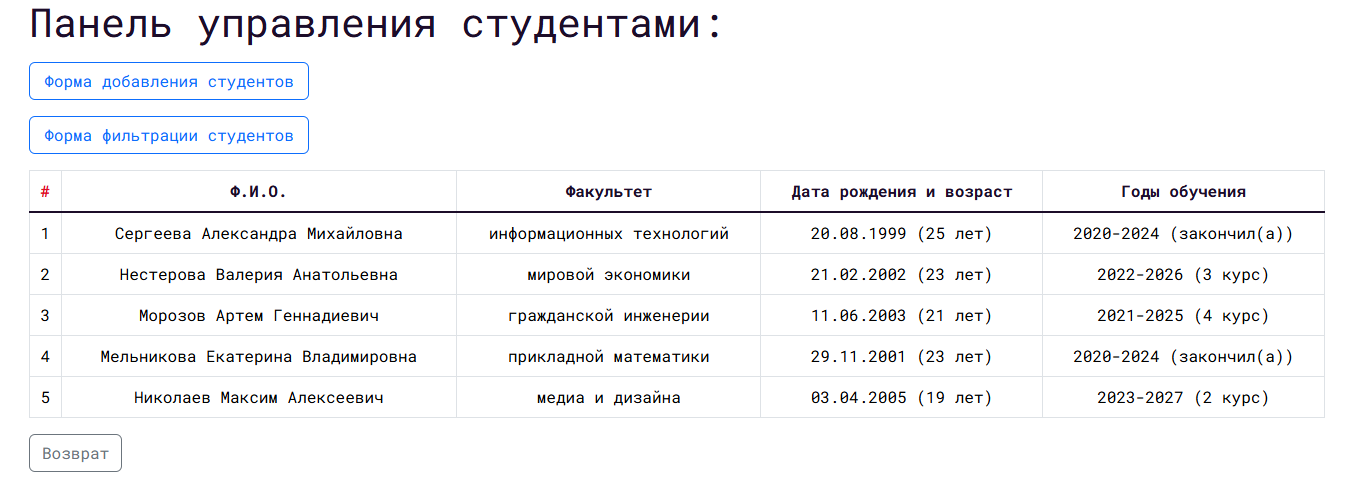 Панель управления студентами:
Форма добавления студентов
Форма фильтрации студентов
# Ф.И.О. Факультет Дата рождения и возраст Годы обучения
1 Сергеева Александра Михайловна информационных технологий 20.08.1999 (25 лет) 2020-2024 (закончил(а))
2 Нестерова Валерия Анатольевна мировой экономики 21.02.2002 (23 лет) 2022-2026 (3 курс)
3 Морозов Артем Геннадиевич гражданской инженерии 11.06.2003 (21 лет) 2021-2025 (4 курс)
4 Мельникова Екатерина Владимировна прикладной математики 29.11.2001 (23 лет) 2020-2024 (закончил(а))
5 Николаев Максим Алексеевич медиа и дизайна 03.04.2005 (19 лет) 2023-2027 (2 курс)
Возврат